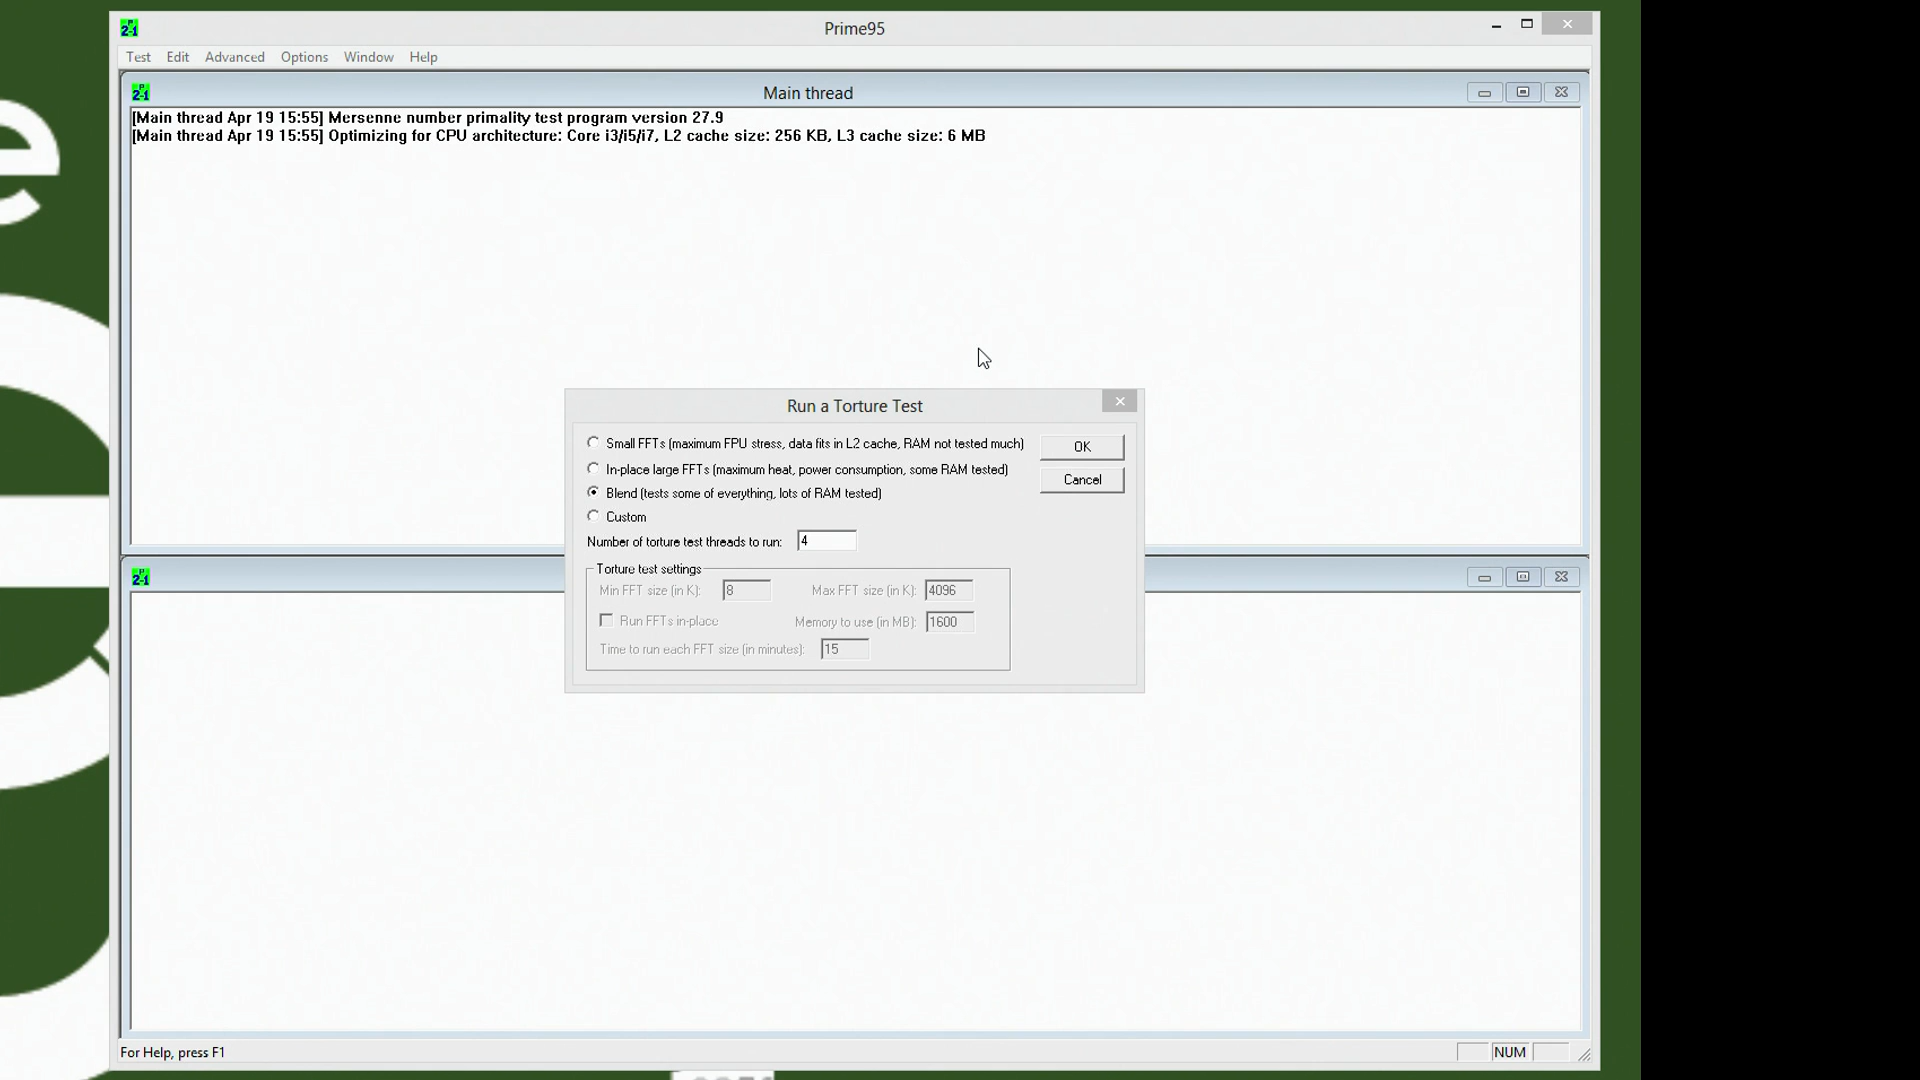 Prime95
Test Edit Advanced Options Window Help
Main thread
[Main thread Apr 19 15:55] Mersenne number primality test program version 27.9
[Main thread Apr 19 15:55] Optimizing for CPU architecture: Core i3/i5/i7, L2 cache size: 256 KB, L3 cache size: 6 MB
Run a Torture Test
Small FFTs (maximum FPU stress, data fits in L2 cache, RAM not tested much)
OK
In-place large FFTs (maximum heat, power consumption, some RAM tested)
Cancel
Blend (tests some of everything, lots of RAM tested)
Custom
Number of torture test threads to run: 4
Torture test settings
Min FFT size (in K): 8 Max FFT size (in K): 4096
Run FFTs in-place Memory to use (in MB): 1600
Time to run each FFT size (in minutes): 15
For Help, press F1
NUM